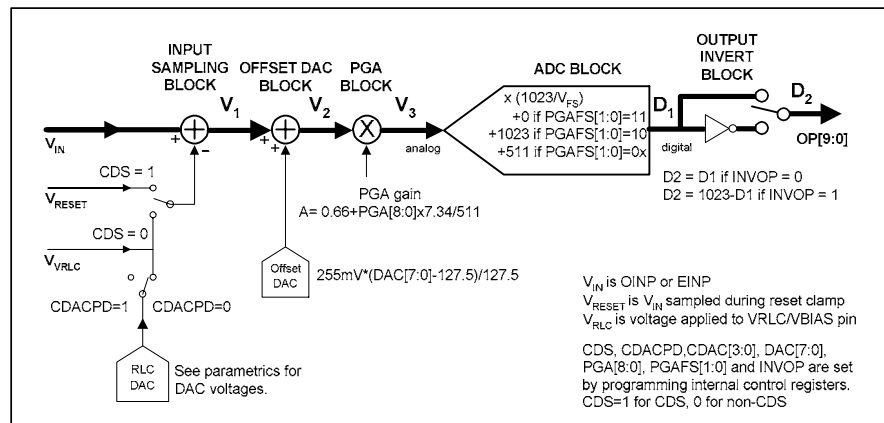 INPUT
SAMPLING
BLOCK
OFFSET DAC
BLOCK
PGA
BLOCK
ADC BLOCK
OUTPUT
INVERT
BLOCK
V1
V2
V3
x (1023/VFS)
+0 if PGAFS[1:0]=11
+1023 if PGAFS[1:0]=10
+511 if PGAFS[1:0]=0x
D1
D2
VIN
+
+
–
+
+
+
X
analog
digital
OP[9:0]
CDS = 1
VRESET
CDS = 0
VVRLC
PGA gain
A= 0.66+PGA[8:0]x7.34/511
D2 = D1 if INVOP = 0
D2 = 1023-D1 if INVOP = 1
Offset
DAC
255mV*(DAC[7:0]-127.5)/127.5
CDACPD=1
CDACPD=0
RLC
DAC
See parametrics for
DAC voltages.
VIN is OINP or EINP
VRESET is VIN sampled during reset clamp
VRLC is voltage applied to VRLC/VBIAS pin
CDS, CDACPD,CDAC[3:0], DAC[7:0],
PGA[8:0], PGAFS[1:0] and INVOP are set
by programming internal control registers.
CDS=1 for CDS, 0 for non-CDS